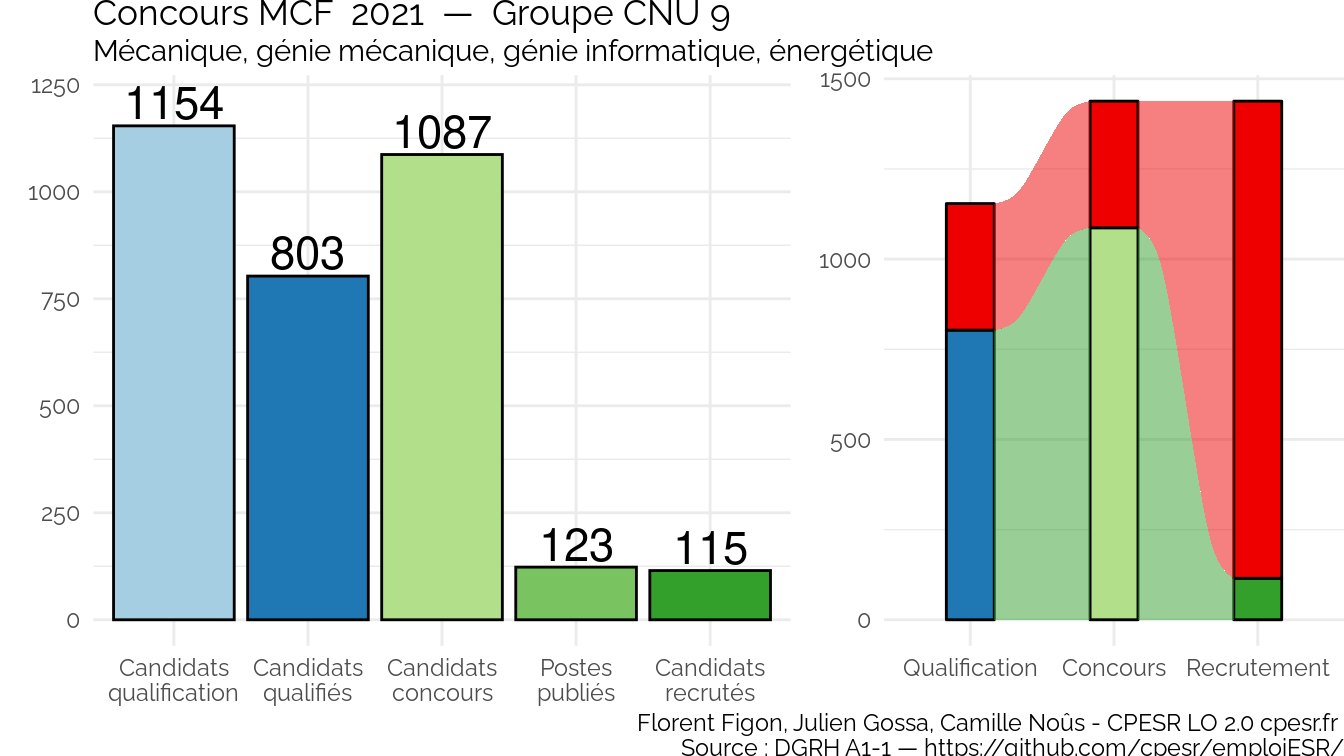 Concours MCF 2021 — Groupe CNU 9
Mécanique, génie mécanique, génie informatique, énergétique
1250
1000
750
500
250
0
1154
803
1087
123
115
Candidats
qualification
Candidats
qualifiés
Candidats
concours
Postes
publiés
Candidats
recrutés
1500
1000
500
0
Qualification
Concours
Recrutement
Florent Figon, Julien Gossa, Camille Noûs - CPESR LO 2.0 cpesr.fr
Source : DGRH A1-1 — https://github.com/cpesr/emploiESR/